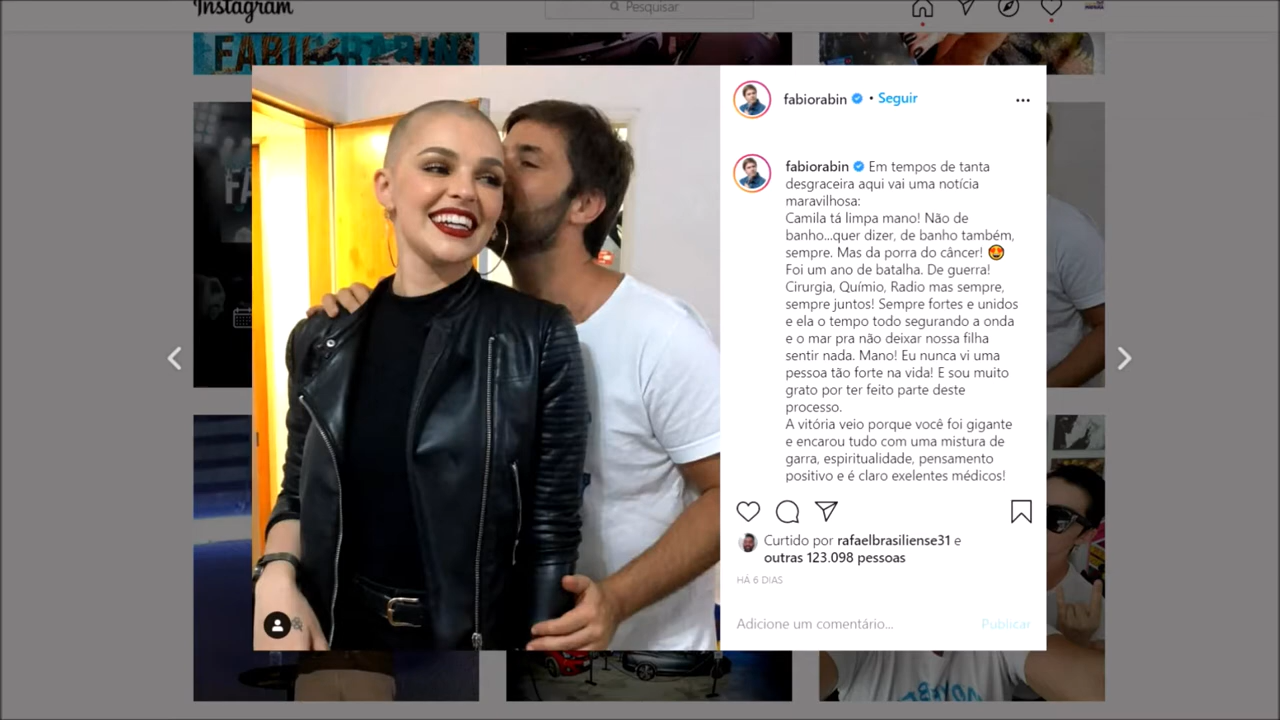 Instagram
Pesquisar
FABIO RABIN
fabiorabin • Seguir
fabiorabin Em tempos de tanta
desgraceira aqui vai uma notícia
maravilhosa:
Camila tá limpa mano! Não de
banho...quer dizer, de banho também,
sempre. Mas da porra do câncer! 😍
Foi um ano de batalha. De guerra!
Cirurgia, Químio, Radio mas sempre,
sempre juntos! Sempre fortes e unidos
e ela o tempo todo segurando a onda
e o mar pra não deixar nossa filha
sentir nada. Mano! Eu nunca vi uma
pessoa tão forte na vida! E sou muito
grato por ter feito parte deste
processo.
A vitória veio porque você foi gigante
e encarou tudo com uma mistura de
garra, espiritualidade, pensamento
positivo e é claro exelentes médicos!
Curtido por rafaelbrasiliense31 e
outras 123.098 pessoas
HÁ 6 DIAS
Adicione um comentário...
Publicar